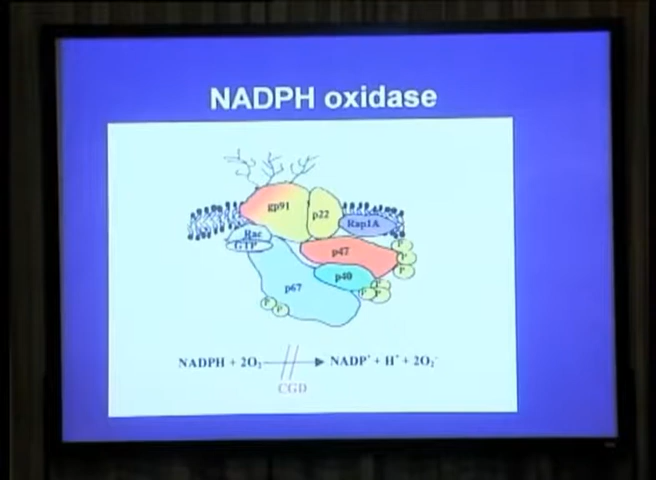 NADPH oxidase
gp91
p22
Rap1A
Rac
GTP
p47
P
P
P
p40
p67
P
P
P
P
P
NADPH + 2O₂ → NADP⁺ + H⁺ + 2O₂⁻
CGD